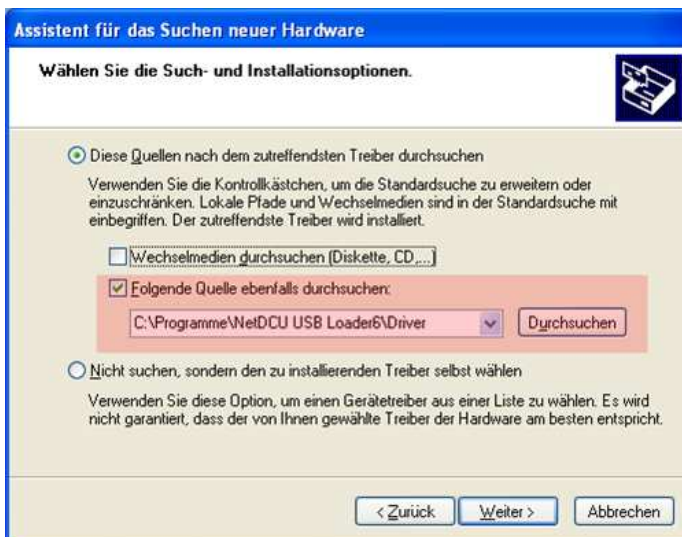 Assistent für das Suchen neuer Hardware
Wählen Sie die Such- und Installationsoptionen.
Diese Quellen nach dem zutreffendsten Treiber durchsuchen
Verwenden Sie die Kontrollkästchen, um die Standardsuche zu erweitern oder
einzuschränken. Lokale Pfade und Wechselmedien sind in der Standardsuche mit
einbegriffen. Der zutreffendste Treiber wird installiert.
Wechselmedien durchsuchen (Diskette, CD,...)
Folgende Quelle ebenfalls durchsuchen:
C:\Programme\NetDCU USB Loader6\Driver
Durchsuchen
Nicht suchen, sondern den zu installierenden Treiber selbst wählen
Verwenden Sie diese Option, um einen Gerätetreiber aus einer Liste zu wählen. Es wird
nicht garantiert, dass der von Ihnen gewählte Treiber der Hardware am besten entspricht.
< Zurück Weiter > Abbrechen